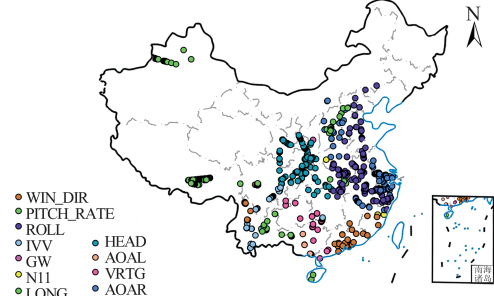 N
WIN_DIR
PITCH_RATE
ROLL
IVV
GW
N11
LONG
HEAD
AOAL
VRTG
AOAR
南海
诸岛